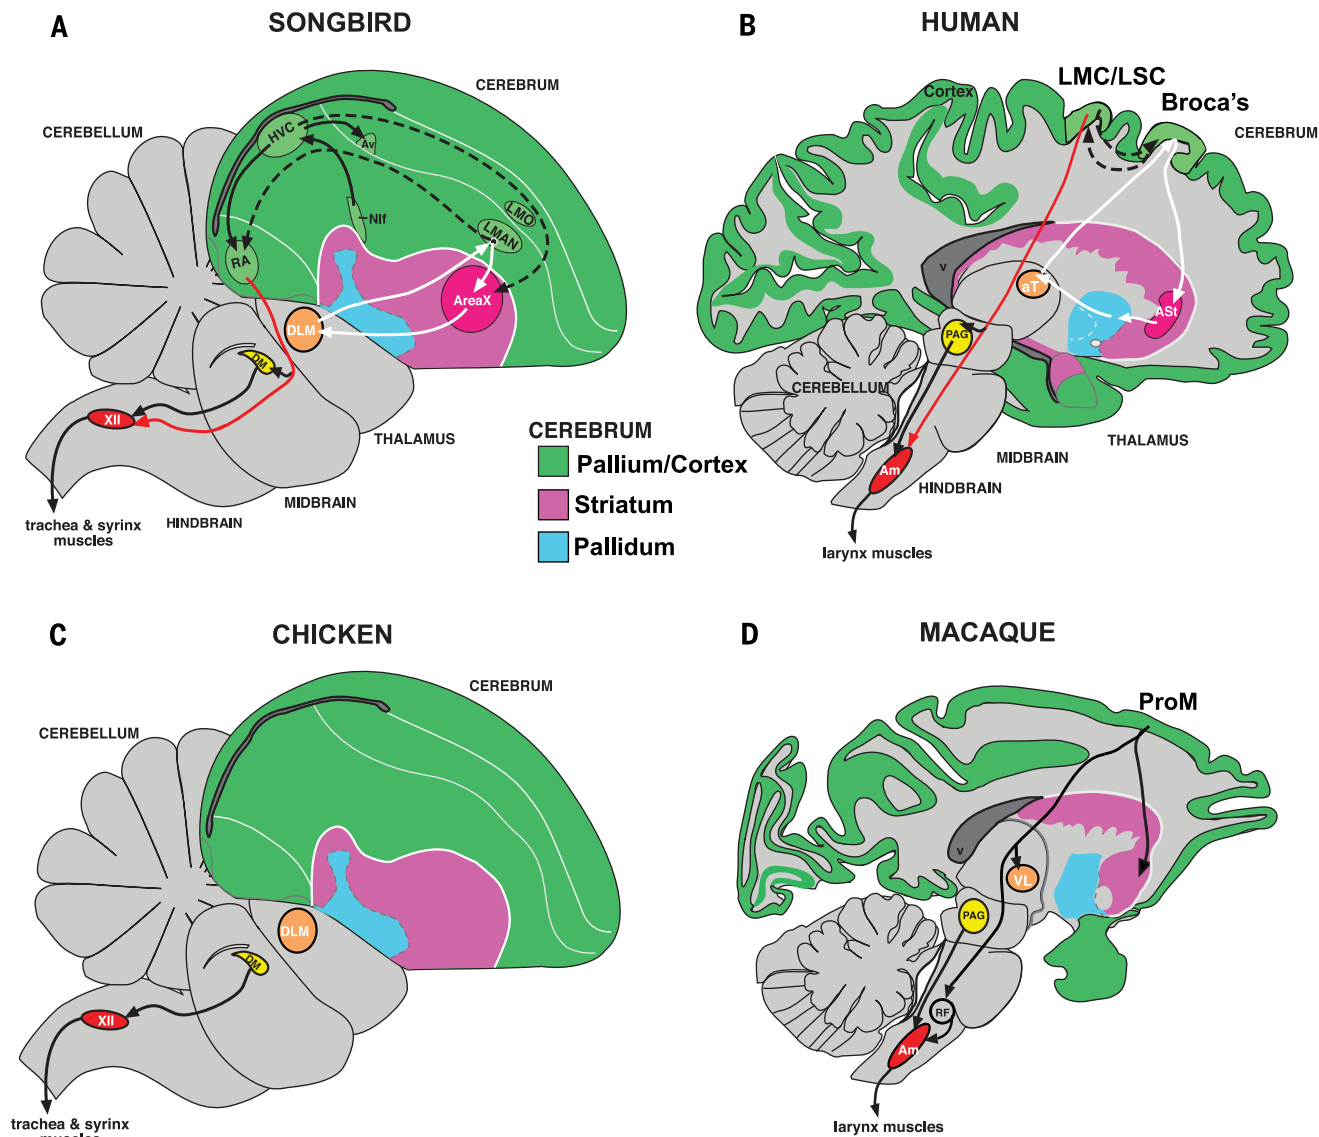 A
SONGBIRD
CEREBRUM
CEREBELLUM
HVC
Av
NIf
LMO
LMAN
RA
AreaX
DLM
DM
XII
THALAMUS
MIDBRAIN
HINDBRAIN
trachea & syrinx
muscles
B
HUMAN
LMC/LSC
Cortex
Broca's
CEREBRUM
V
aT
ASt
PAG
CEREBELLUM
THALAMUS
MIDBRAIN
Am
HINDBRAIN
larynx muscles
CEREBRUM
Pallium/Cortex
Striatum
Pallidum
C
CHICKEN
CEREBRUM
CEREBELLUM
DLM
DM
XII
trachea & syrinx
muscles
D
MACAQUE
ProM
V
VL
PAG
RF
Am
larynx muscles